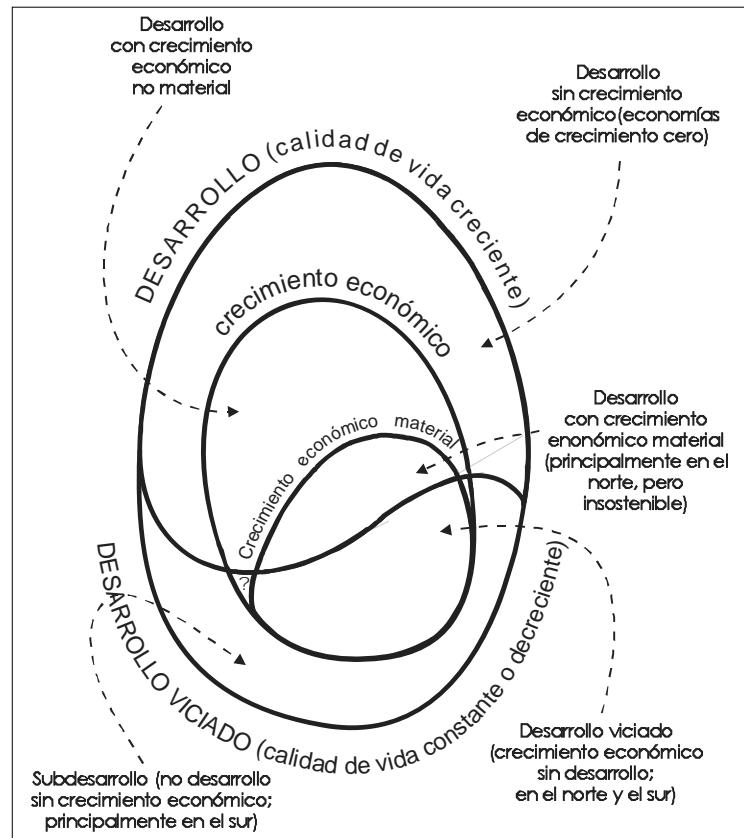 Desarrollo
con crecimiento
económico
no material
Desarrollo
sin crecimiento
económico (economías
de crecimiento cero)
DESARROLLO (calidad de vida creciente)
crecimiento económico
Crecimiento económico material
Desarrollo
con crecimiento
enonómico material
(principalmente en el
norte, pero
insostenible)
?
DESARROLLO VICIADO (calidad de vida constante o decreciente)
Subdesarrollo (no desarrollo
sin crecimiento económico;
principalmente en el sur)
Desarrollo viciado
(crecimiento económico
sin desarrollo;
en el norte y el sur)